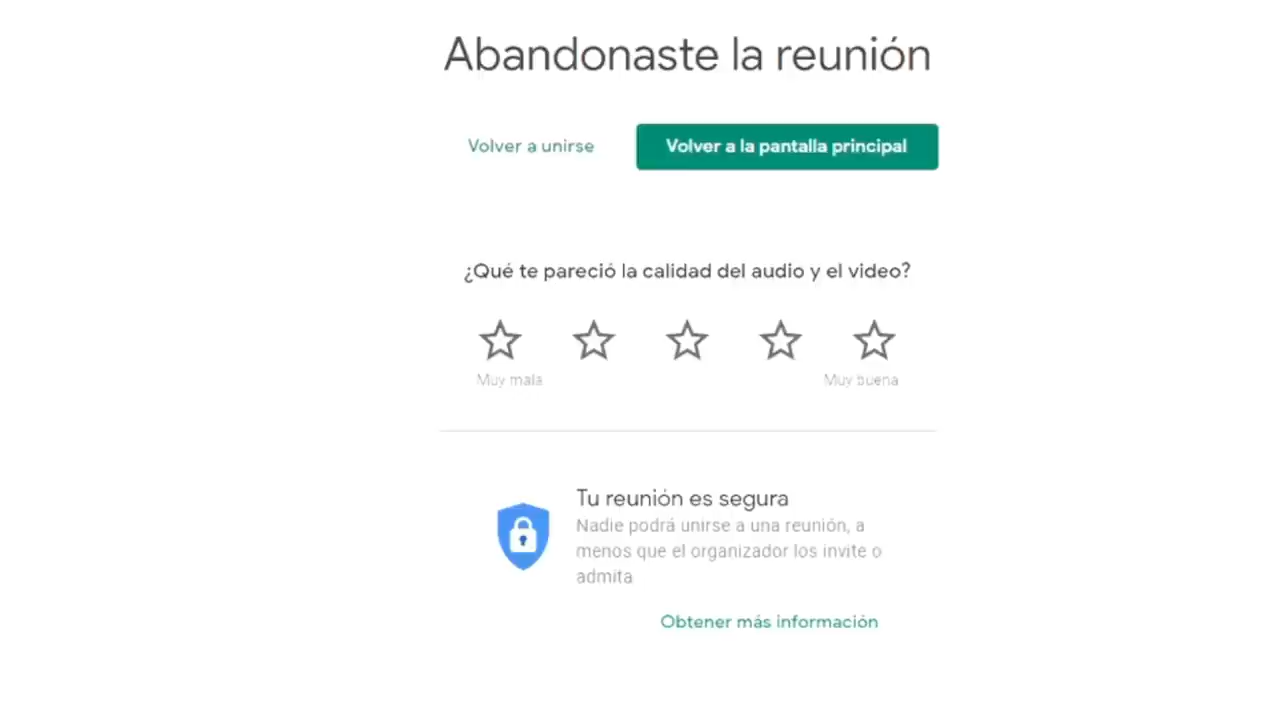 Abandonaste la reunión
Volver a unirse
Volver a la pantalla principal
¿Qué te pareció la calidad del audio y el video?
Muy mala
Muy buena
Tu reunión es segura
Nadie podrá unirse a una reunión, a
menos que el organizador los invite o
admita
Obtener más información